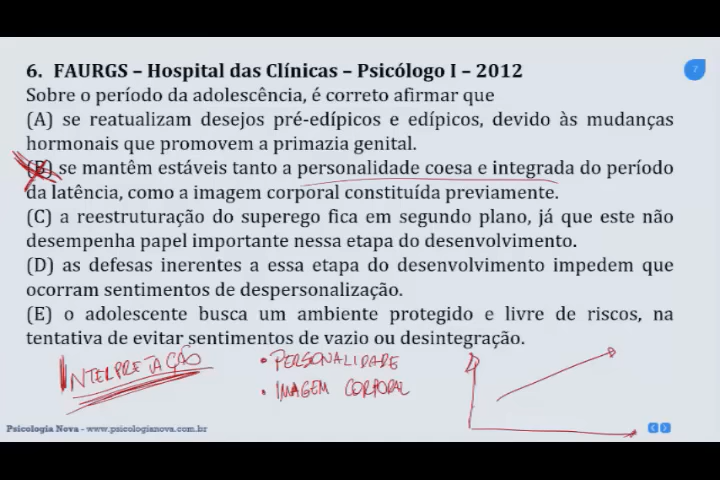 6. FAURGS – Hospital das Clínicas – Psicólogo I – 2012
7
Sobre o período da adolescência, é correto afirmar que
(A) se reatualizam desejos pré-edípicos e edípicos, devido às mudanças
hormonais que promovem a primazia genital.
(B) se mantêm estáveis tanto a personalidade coesa e integrada do período
da latência, como a imagem corporal constituída previamente.
(C) a reestruturação do superego fica em segundo plano, já que este não
desempenha papel importante nessa etapa do desenvolvimento.
(D) as defesas inerentes a essa etapa do desenvolvimento impedem que
ocorram sentimentos de despersonalização.
(E) o adolescente busca um ambiente protegido e livre de riscos, na
tentativa de evitar sentimentos de vazio ou desintegração.
INTERPRETAÇÃO
• PERSONALIDADE
• IMAGEM CORPORAL
Psicologia Nova - www.psicologianova.com.br